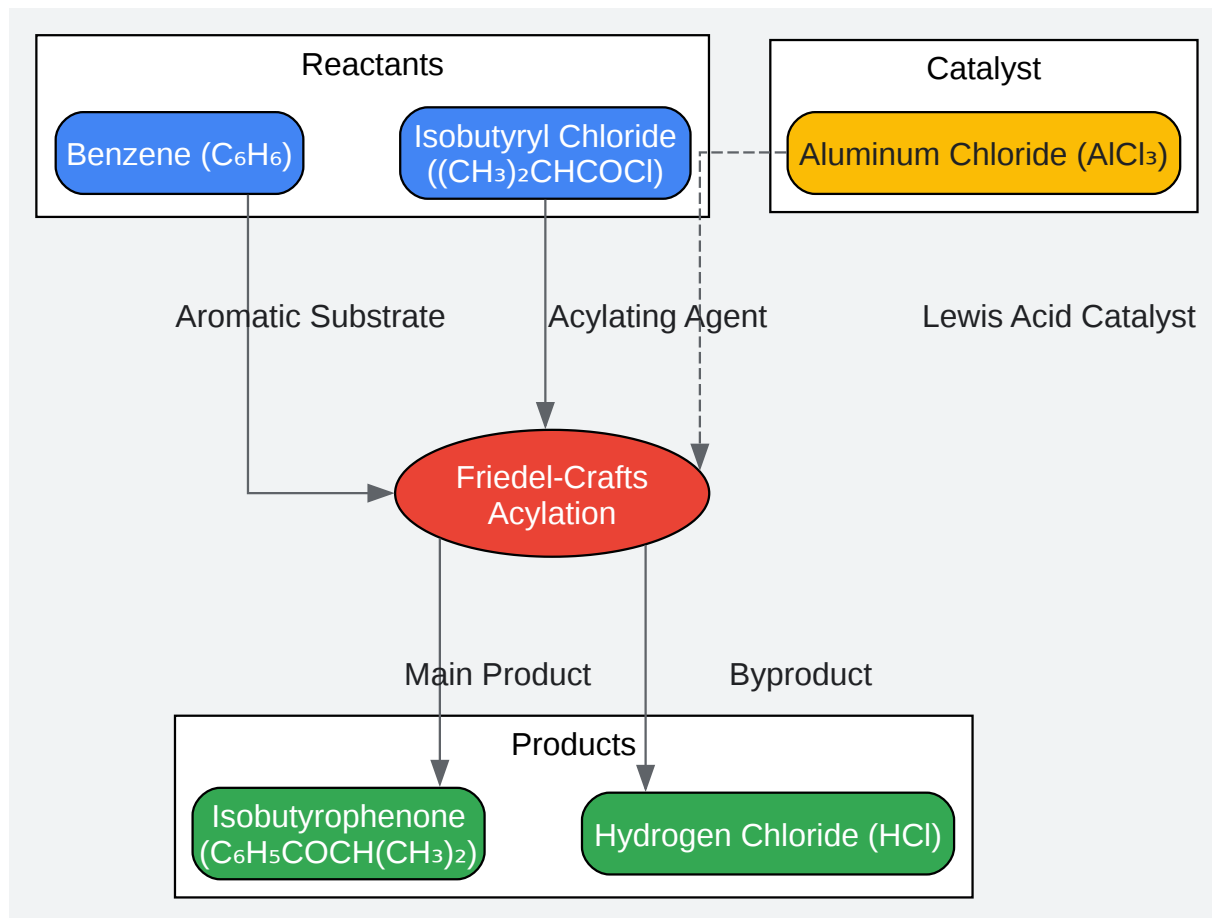 Reactants
Catalyst
Benzene (C₆H₆)
Isobutyryl Chloride
((CH₃)₂CHCOCl)
Aluminum Chloride (AlCl₃)
Aromatic Substrate
Acylating Agent
Lewis Acid Catalyst
Friedel-Crafts
Acylation
Main Product
Byproduct
Products
Isobutyrophenone
(C₆H₅COCH(CH₃)₂)
Hydrogen Chloride (HCl)